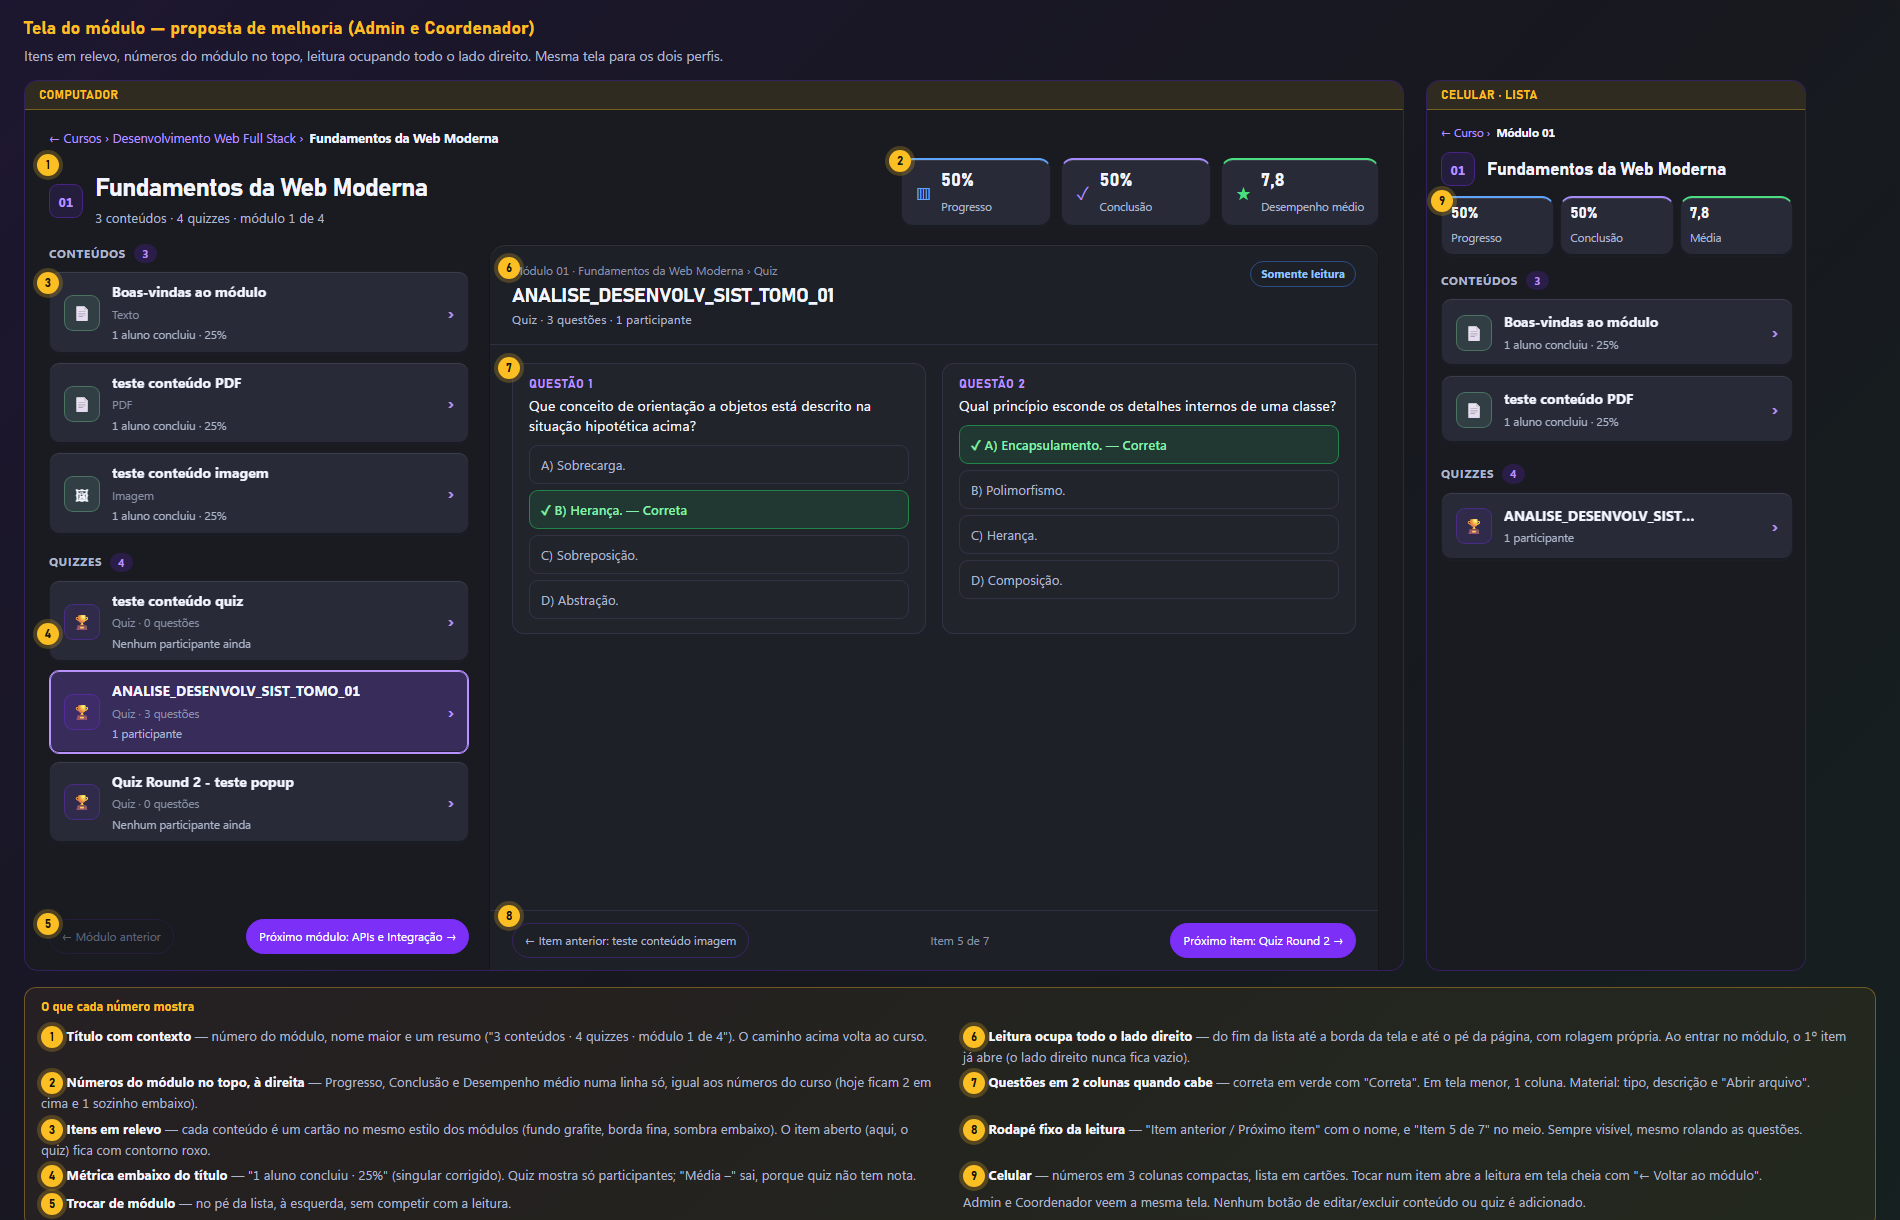 Tela do módulo — proposta de melhoria (Admin e Coordenador)
Itens em relevo, números do módulo no topo, leitura ocupando todo o lado direito. Mesma tela para os dois perfis.
COMPUTADOR
← Cursos › Desenvolvimento Web Full Stack › Fundamentos da Web Moderna
1
01
Fundamentos da Web Moderna
3 conteúdos · 4 quizzes · módulo 1 de 4
2
50%
Progresso
✓
50%
Conclusão
★
7,8
Desempenho médio
CONTEÚDOS 3
3
Boas-vindas ao módulo
Texto
1 aluno concluiu · 25%
›
teste conteúdo PDF
PDF
1 aluno concluiu · 25%
›
teste conteúdo imagem
Imagem
1 aluno concluiu · 25%
›
QUIZZES 4
4
teste conteúdo quiz
Quiz · 0 questões
Nenhum participante ainda
›
ANALISE_DESENVOLV_SIST_TOMO_01
Quiz · 3 questões
1 participante
›
Quiz Round 2 - teste popup
Quiz · 0 questões
Nenhum participante ainda
›
5
← Módulo anterior
Próximo módulo: APIs e Integração →
6
ódulo 01 · Fundamentos da Web Moderna › Quiz
ANALISE_DESENVOLV_SIST_TOMO_01
Quiz · 3 questões · 1 participante
Somente leitura
7
QUESTÃO 1
Que conceito de orientação a objetos está descrito na
situação hipotética acima?
A) Sobrecarga.
✓ B) Herança. — Correta
C) Sobreposição.
D) Abstração.
QUESTÃO 2
Qual princípio esconde os detalhes internos de uma classe?
✓ A) Encapsulamento. — Correta
B) Polimorfismo.
C) Herança.
D) Composição.
8
← Item anterior: teste conteúdo imagem
Item 5 de 7
Próximo item: Quiz Round 2 →
CELULAR · LISTA
← Curso › Módulo 01
01
Fundamentos da Web Moderna
9
50%
Progresso
50%
Conclusão
7,8
Média
CONTEÚDOS 3
Boas-vindas ao módulo
1 aluno concluiu · 25%
›
teste conteúdo PDF
1 aluno concluiu · 25%
›
QUIZZES 4
ANALISE_DESENVOLV_SIST...
1 participante
›
O que cada número mostra
1 Título com contexto — número do módulo, nome maior e um resumo ("3 conteúdos · 4 quizzes · módulo 1 de 4"). O caminho acima volta ao curso.
2 Números do módulo no topo, à direita — Progresso, Conclusão e Desempenho médio numa linha só, igual aos números do curso (hoje ficam 2 em
cima e 1 sozinho embaixo).
3 Itens em relevo — cada conteúdo é um cartão no mesmo estilo dos módulos (fundo grafite, borda fina, sombra embaixo). O item aberto (aqui, o
quiz) fica com contorno roxo.
4 Métrica embaixo do título — "1 aluno concluiu · 25%" (singular corrigido). Quiz mostra só participantes; "Média –" sai, porque quiz não tem nota.
5 Trocar de módulo — no pé da lista, à esquerda, sem competir com a leitura.
6 Leitura ocupa todo o lado direito — do fim da lista até a borda da tela e até o pé da página, com rolagem própria. Ao entrar no módulo, o 1º item
já abre (o lado direito nunca fica vazio).
7 Questões em 2 colunas quando cabe — correta em verde com "Correta". Em tela menor, 1 coluna. Material: tipo, descrição e "Abrir arquivo".
8 Rodapé fixo da leitura — "Item anterior / Próximo item" com o nome, e "Item 5 de 7" no meio. Sempre visível, mesmo rolando as questões.
9 Celular — números em 3 colunas compactas, lista em cartões. Tocar num item abre a leitura em tela cheia com "← Voltar ao módulo".
Admin e Coordenador veem a mesma tela. Nenhum botão de editar/excluir conteúdo ou quiz é adicionado.